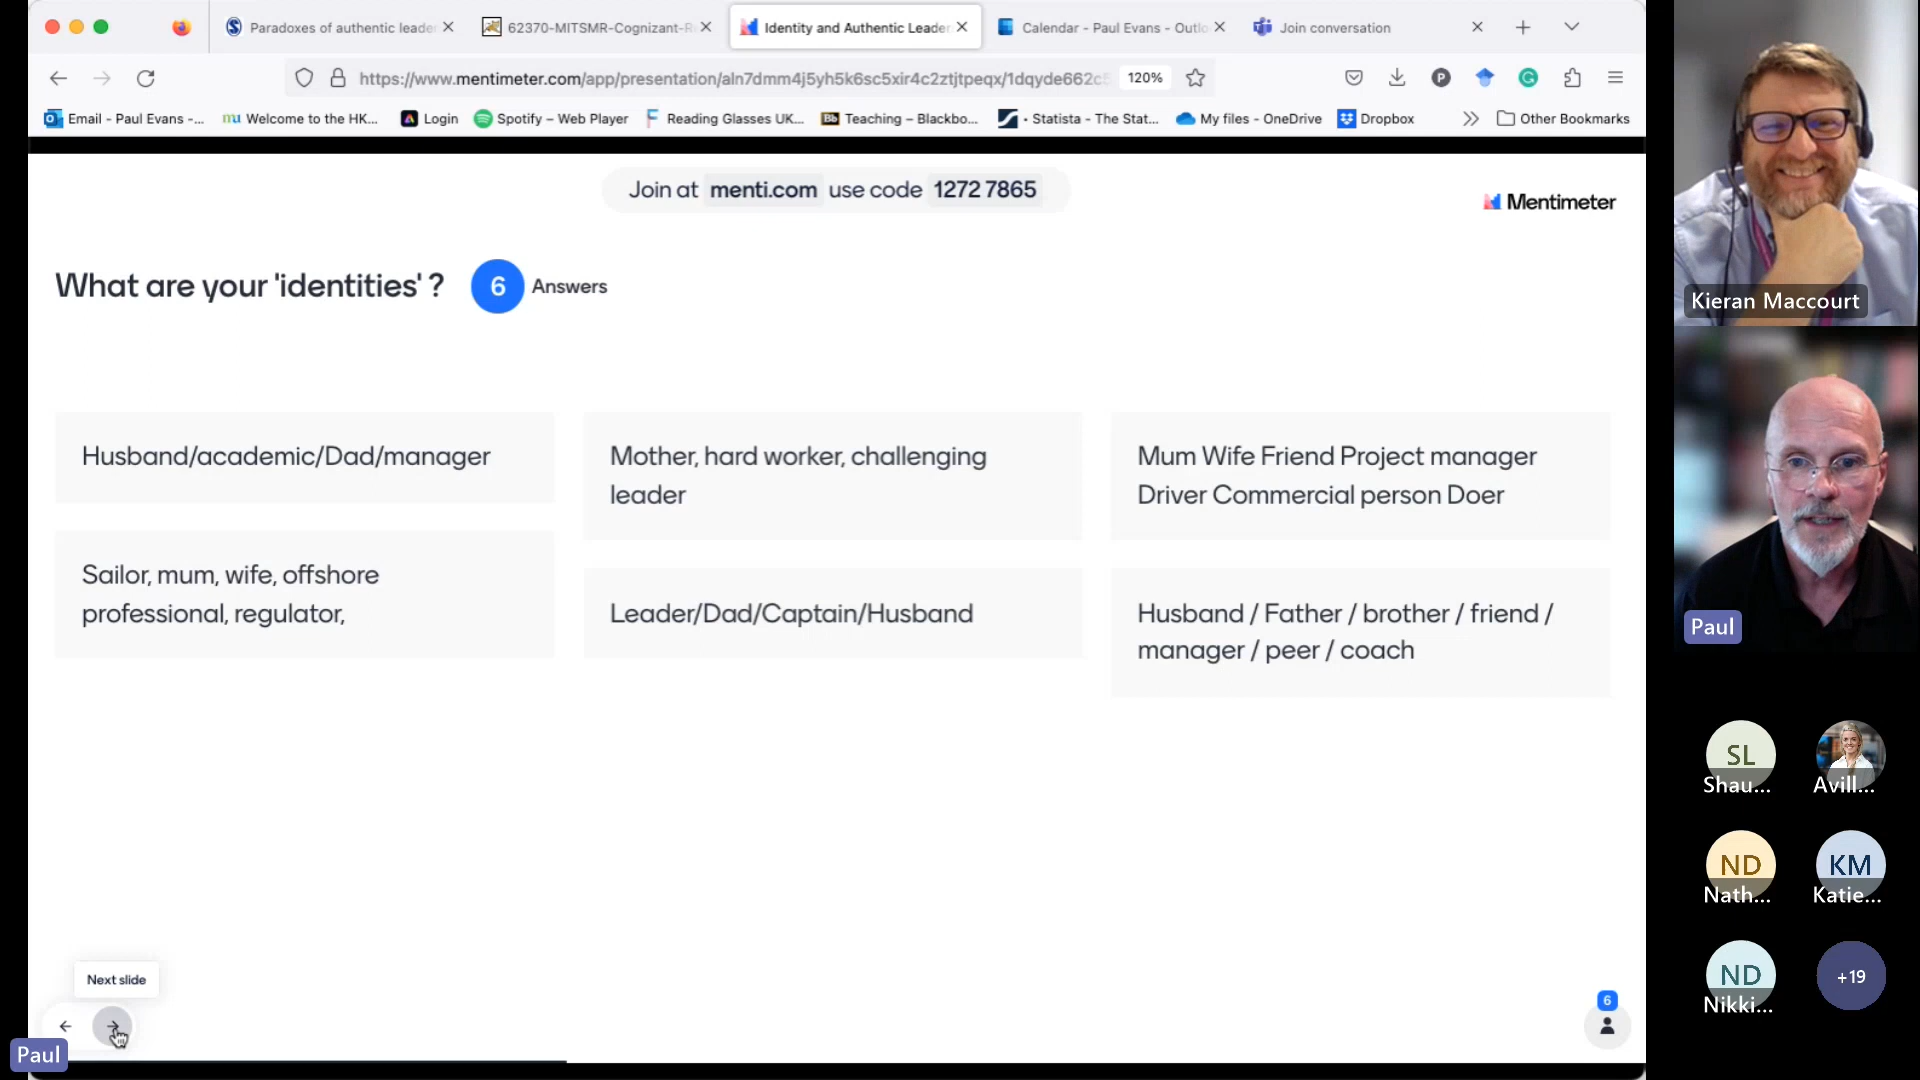 Paradoxes of authentic leade
62370-MITSMR-Cognizant-R
Identity and Authentic Leader
Calendar - Paul Evans - Outlo
Join conversation
https://www.mentimeter.com/app/presentation/aln7dmm4j5yh5k6sc5xir4c2ztjtpeqx/1dqyde662c5
120%
Email - Paul Evans -...
Welcome to the HK...
Login
Spotify – Web Player
Reading Glasses UK...
Bb
Teaching – Blackbo...
• Statista - The Stat...
My files - OneDrive
Dropbox
Other Bookmarks
Join at menti.com use code 1272 7865
Mentimeter
What are your 'identities' ?
6 Answers
Husband/academic/Dad/manager
Mother, hard worker, challenging
leader
Mum Wife Friend Project manager
Driver Commercial person Doer
Sailor, mum, wife, offshore
professional, regulator,
Leader/Dad/Captain/Husband
Husband / Father / brother / friend /
manager / peer / coach
Next slide
6
Paul
Kieran Maccourt
Paul
SL
Shau...
Avill...
ND
Nath...
KM
Katie...
ND
Nikki...
+19